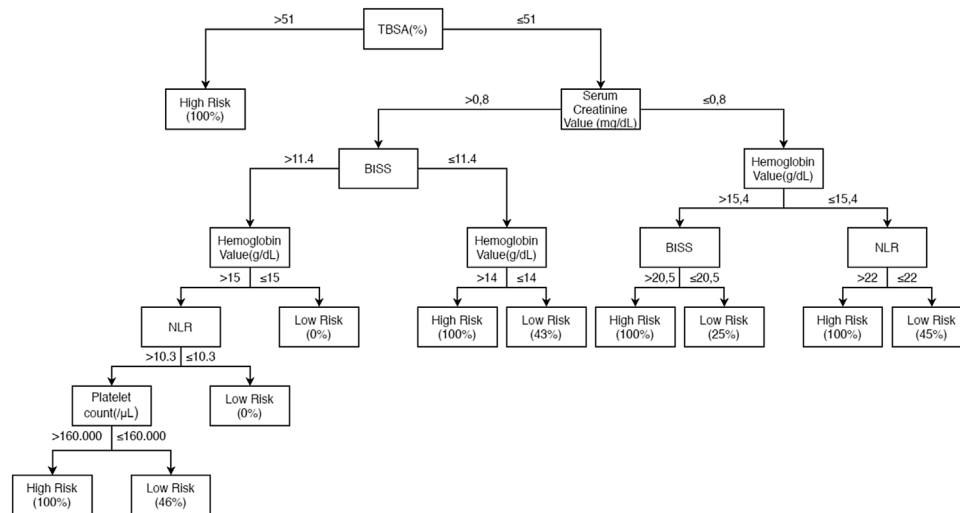 >51
TBSA(%)
≤51
High Risk
(100%)
>0,8
Serum
Creatinine
Value (mg/dL)
≤0,8
>11.4
BISS
≤11.4
Hemoglobin
Value(g/dL)
>15,4
≤15,4
Hemoglobin
Value(g/dL)
Hemoglobin
Value(g/dL)
BISS
NLR
>15
≤15
>14
≤14
>20,5
≤20,5
>22
≤22
NLR
Low Risk
(0%)
High Risk
(100%)
Low Risk
(43%)
High Risk
(100%)
Low Risk
(25%)
High Risk
(100%)
Low Risk
(45%)
>10.3
≤10.3
Platelet
count(/µL)
Low Risk
(0%)
>160.000
≤160.000
High Risk
(100%)
Low Risk
(46%)